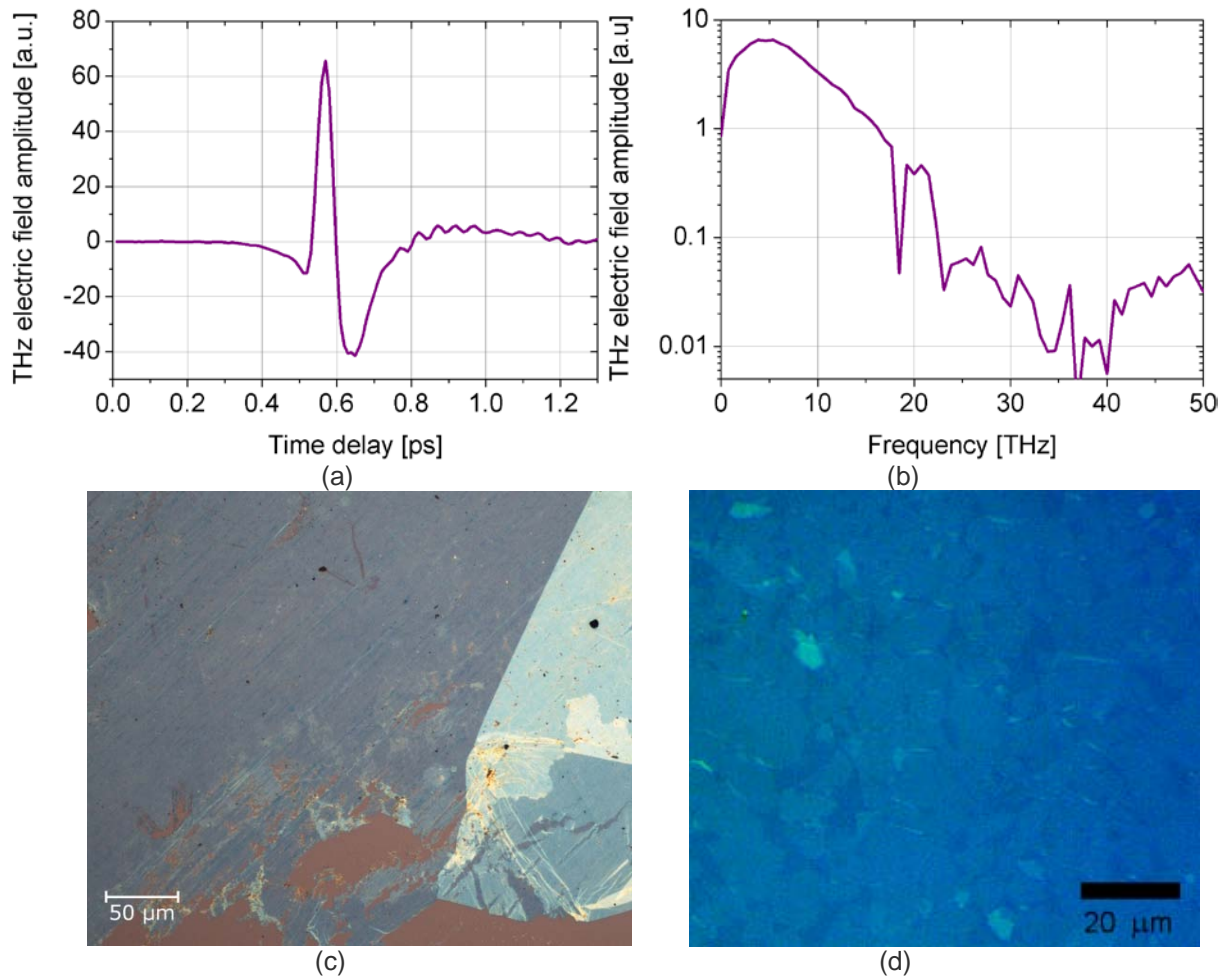 THz electric field amplitude [a.u.]
80
60
40
20
0
-20
-40
0.0 0.2 0.4 0.6 0.8 1.0 1.2
Time delay [ps]
(a)
THz electric field amplitude [a.u]
10
1
0.1
0.01
0 10 20 30 40 50
Frequency [THz]
(b)
50 μm
(c)
20 μm
(d)